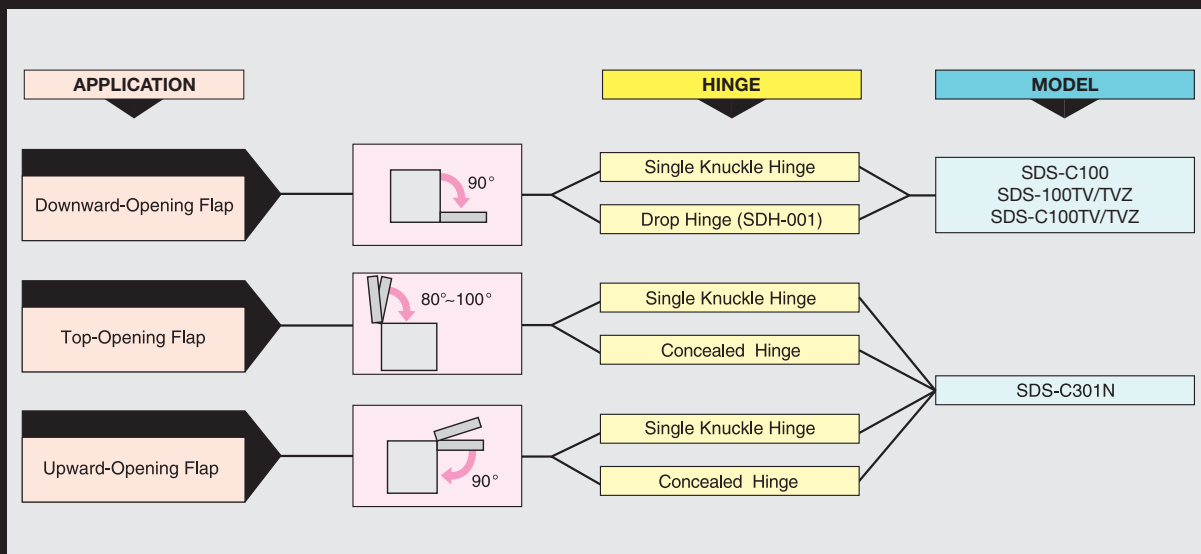 APPLICATION
HINGE
MODEL
Downward-Opening Flap
90°
Single Knuckle Hinge
Drop Hinge (SDH-001)
SDS-C100
SDS-100TV/TVZ
SDS-C100TV/TVZ
Top-Opening Flap
80°~100°
Single Knuckle Hinge
Concealed Hinge
SDS-C301N
Upward-Opening Flap
90°
Single Knuckle Hinge
Concealed Hinge